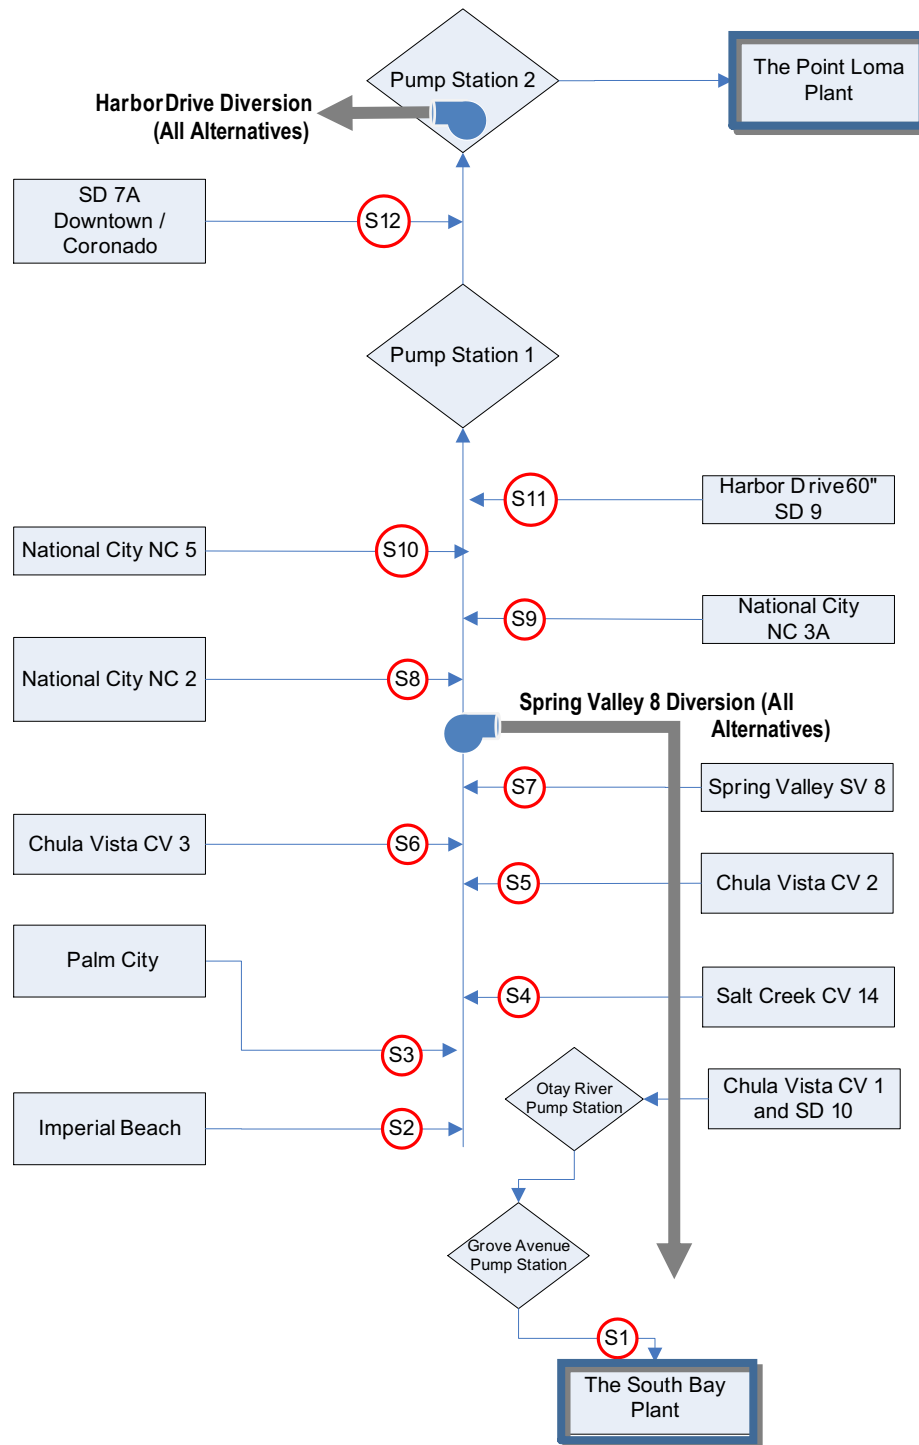 Pump Station 2
The Point Loma
Plant
HarborDrive Diversion
(All Alternatives)
SD 7A
Downtown /
Coronado
S12
Pump Station 1
S11
Harbor Drive60"
SD 9
National City NC 5
S10
S9
National City
NC 3A
National City NC 2
S8
Spring Valley 8 Diversion (All
Alternatives)
S7
Spring Valley SV 8
Chula Vista CV 3
S6
S5
Chula Vista CV 2
Palm City
S4
Salt Creek CV 14
S3
Otay River
Pump Station
Chula Vista CV 1
and SD 10
Imperial Beach
S2
Grove Avenue
Pump Station
S1
The South Bay
Plant